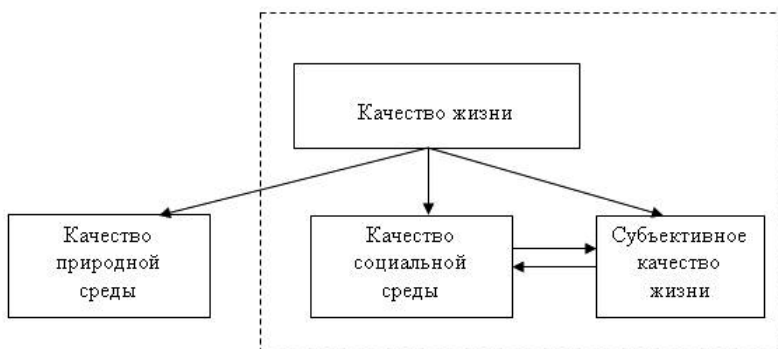 Качество жизни
Качество
природной
среды
Качество
социальной
среды
Субъективное
качество
жизни